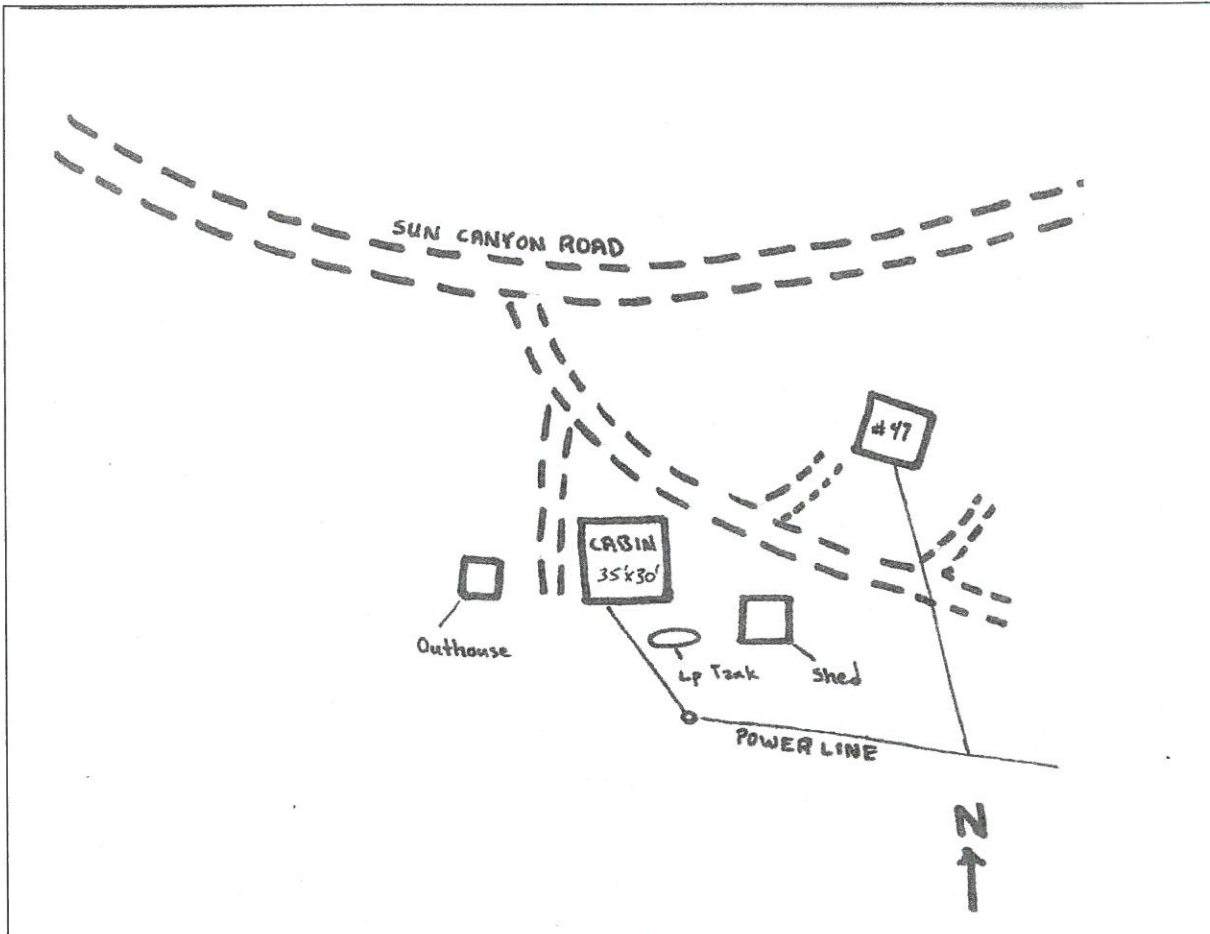 SUN CANYON ROAD
#47
CABIN
35'x30'
Outhouse
Lp Tank
Shed
POWER LINE
N